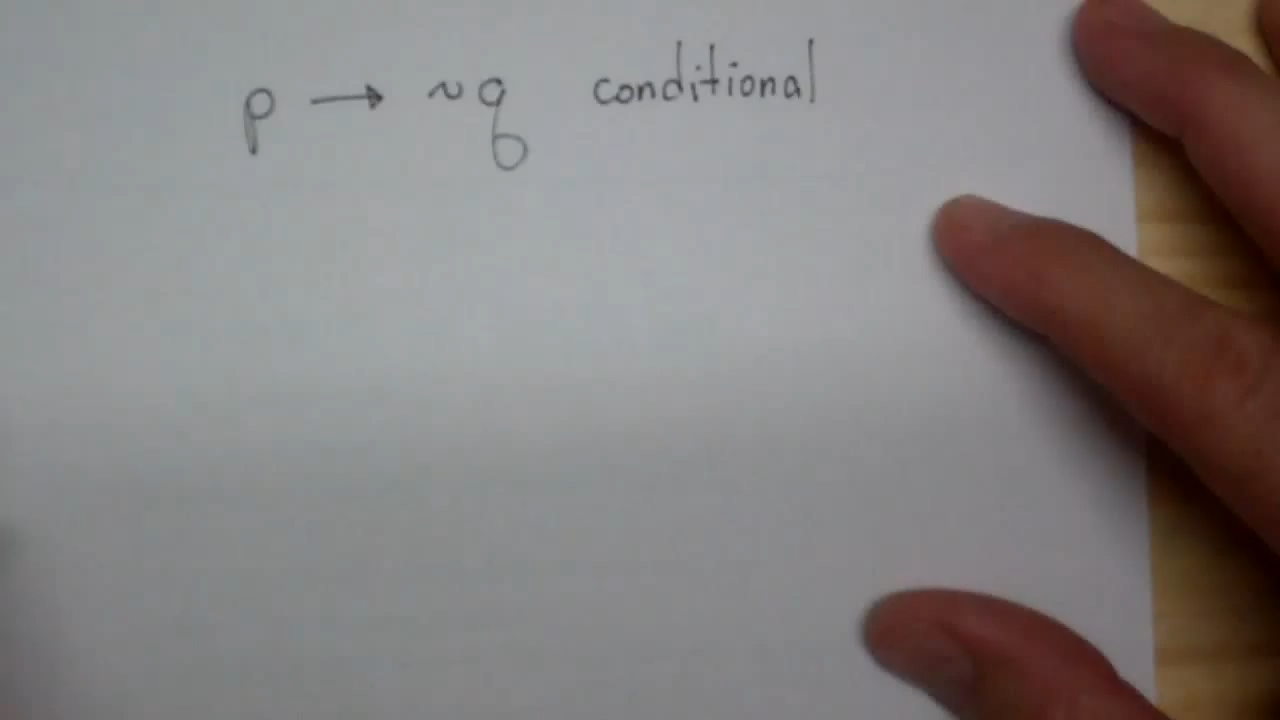 p → ~q conditional